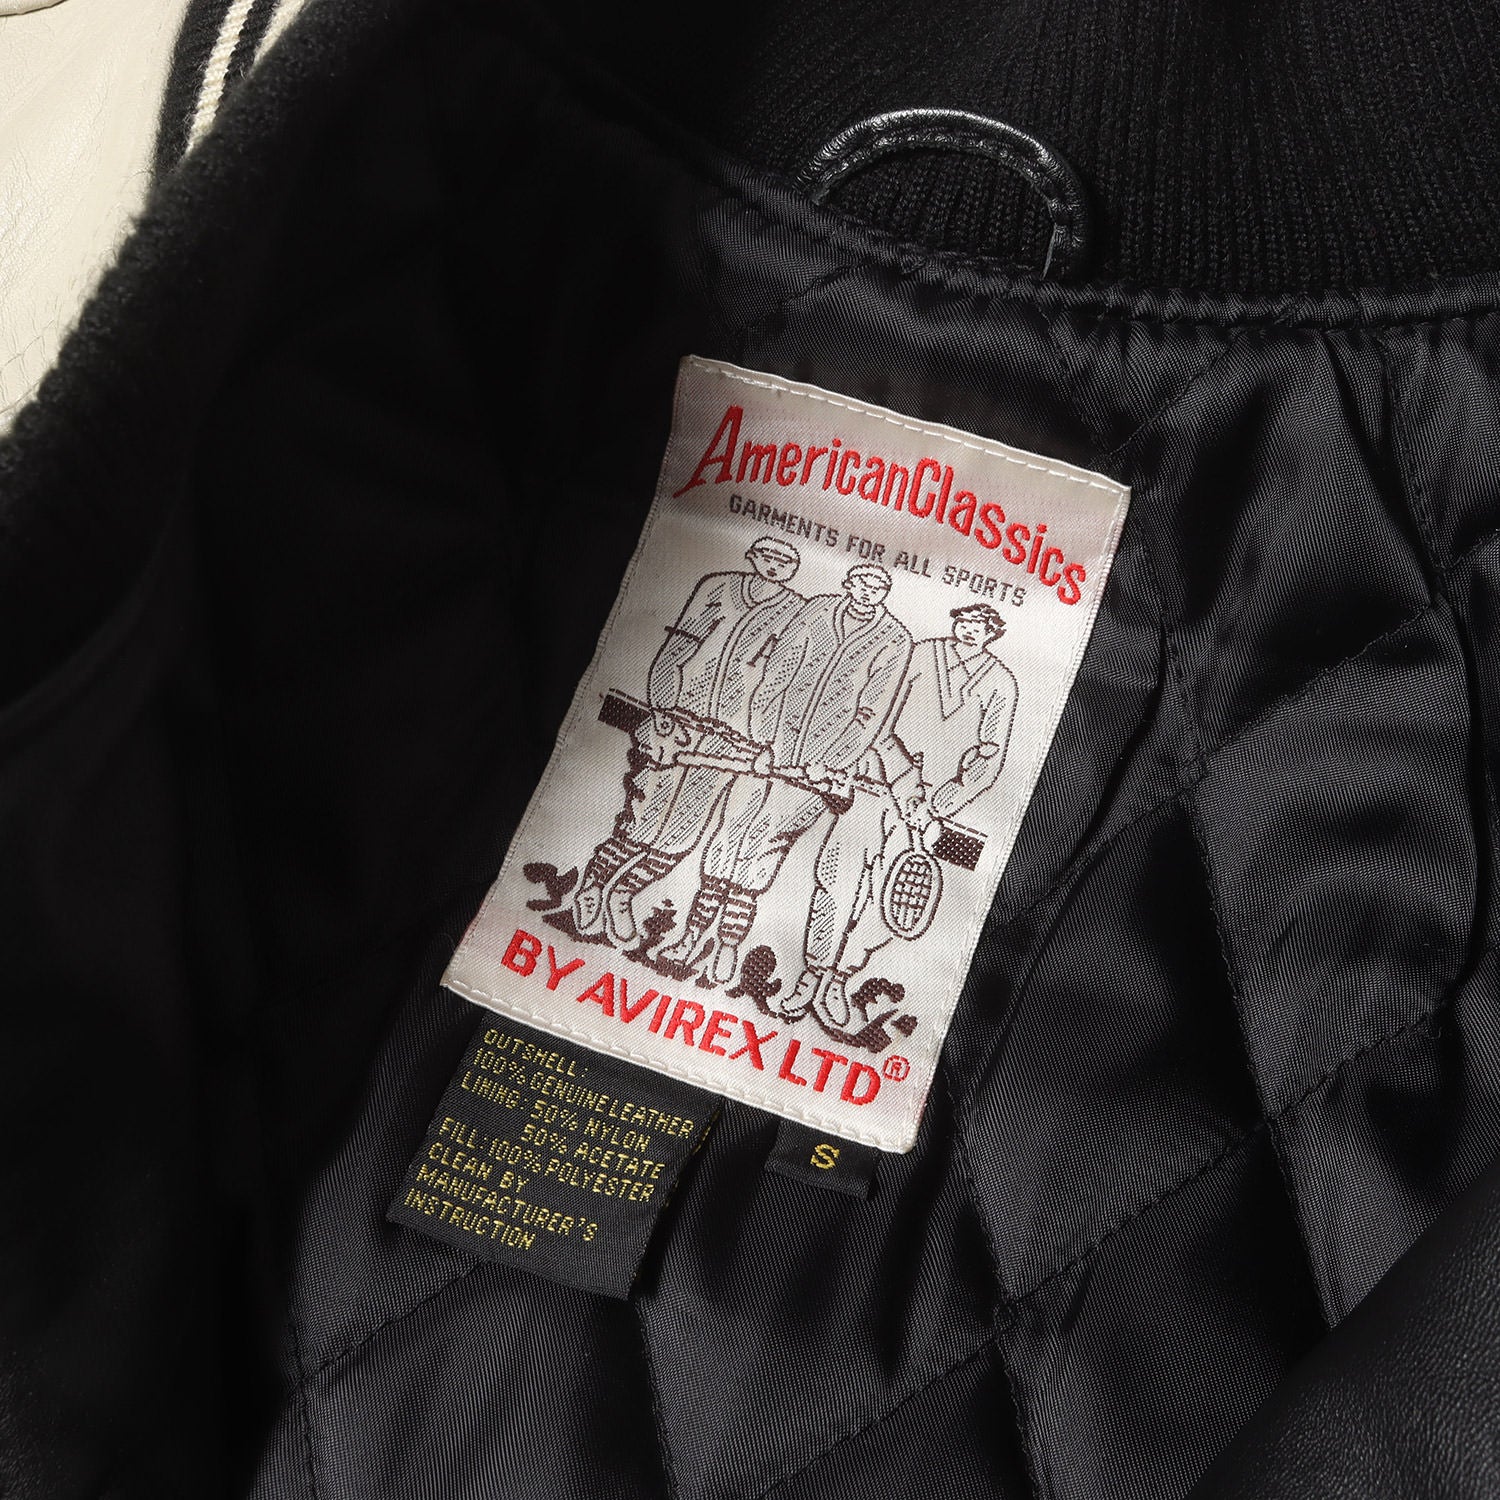 AmericanClassics
GARMENTS FOR ALL SPORTS
A
BY AVIREX LTD®
OUTSHELL:
100% GENUINE LEATHER
LINING: 50% NYLON
50% ACETATE
FILL:100% POLYESTER
CLEAN BY
MANUFACTURER'S
INSTRUCTION
S